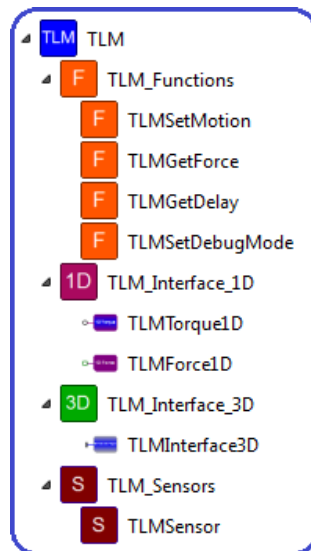 TLM TLM
F TLM_Functions
F TLMSetMotion
F TLMGetForce
F TLMGetDelay
F TLMSetDebugMode
1D TLM_Interface_1D
TLMTorque1D
TLMForce1D
3D TLM_Interface_3D
TLMInterface3D
S TLM_Sensors
S TLMSensor